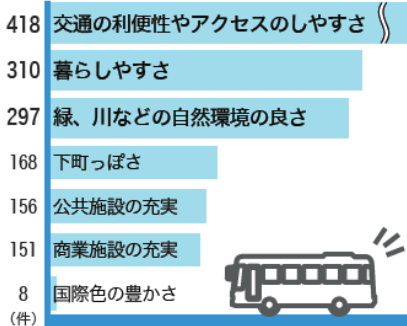 418 交通の利便性やアクセスのしやすさ
310 暮らしやすさ
297 緑、川などの自然環境の良さ
168 下町っぽさ
156 公共施設の充実
151 商業施設の充実
8 国際色の豊かさ
(件)